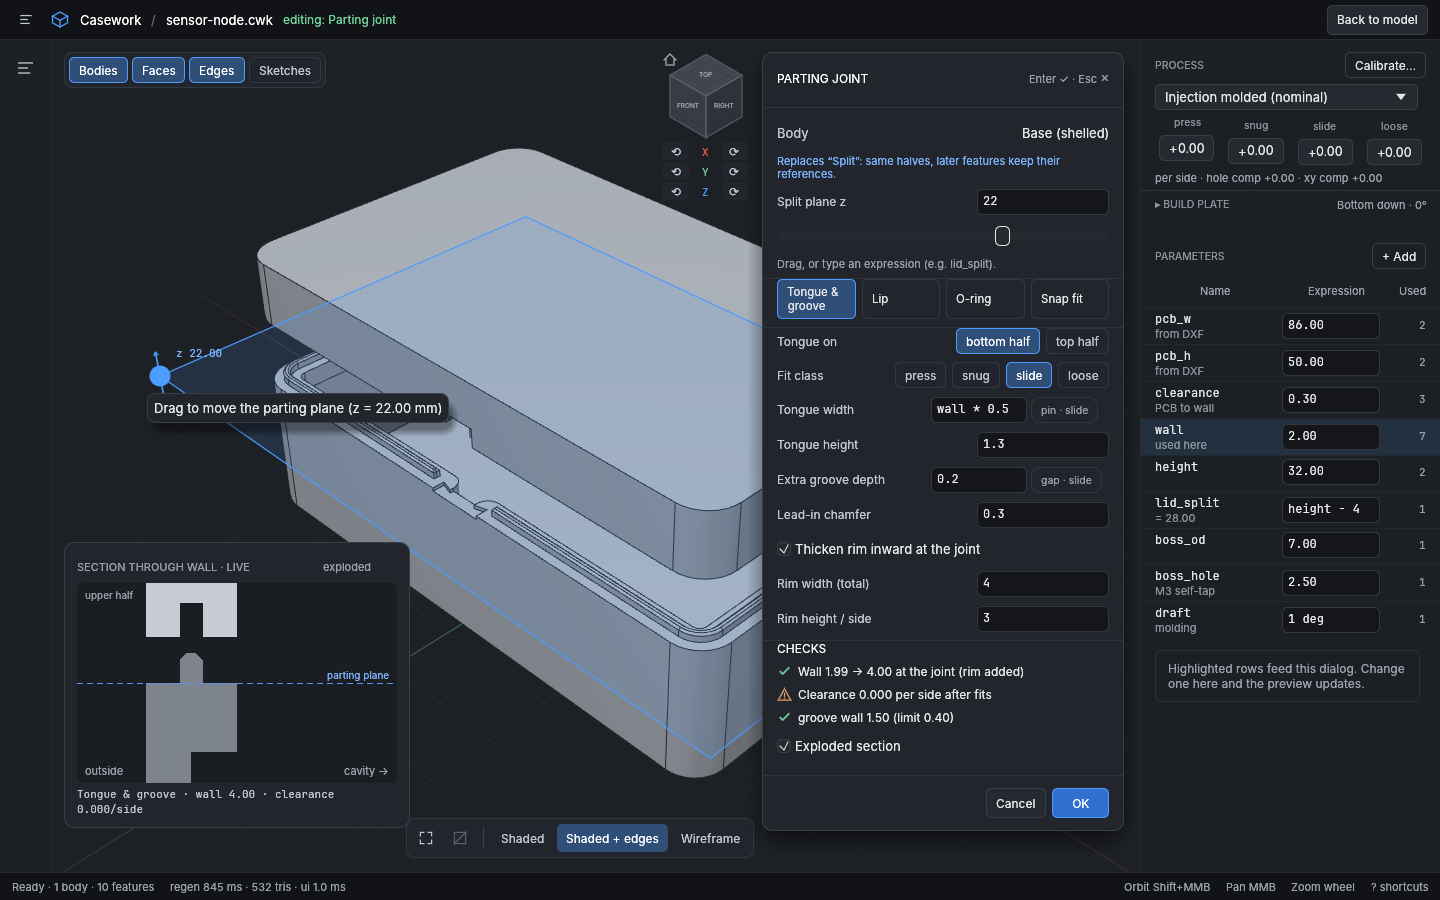 Casework / sensor-node.cwk editing: Parting joint
Back to model
Bodies Faces Edges Sketches
TOP
FRONT RIGHT
X
Y
Z
z 22.00
Drag to move the parting plane (z = 22.00 mm)
SECTION THROUGH WALL · LIVE exploded
upper half
parting plane
outside cavity →
Tongue & groove · wall 4.00 · clearance
0.000/side
Shaded Shaded + edges Wireframe
PARTING JOINT Enter ✓ · Esc ×
Body Base (shelled)
Replaces “Split”: same halves, later features keep their
references.
Split plane z 22
Drag, or type an expression (e.g. lid_split).
Tongue &
groove
Lip O-ring Snap fit
Tongue on bottom half top half
Fit class press snug slide loose
Tongue width wall * 0.5 pin · slide
Tongue height 1.3
Extra groove depth 0.2 gap · slide
Lead-in chamfer 0.3
Thicken rim inward at the joint
Rim width (total) 4
Rim height / side 3
CHECKS
Wall 1.99 → 4.00 at the joint (rim added)
Clearance 0.000 per side after fits
groove wall 1.50 (limit 0.40)
Exploded section
Cancel OK
PROCESS Calibrate...
Injection molded (nominal)
press snug slide loose
+0.00 +0.00 +0.00 +0.00
per side · hole comp +0.00 · xy comp +0.00
▸ BUILD PLATE Bottom down · 0°
PARAMETERS + Add
Name Expression Used
pcb_w 86.00 2
from DXF
pcb_h 50.00 2
from DXF
clearance 0.30 3
PCB to wall
wall 2.00 7
used here
height 32.00 2
lid_split height - 4 1
= 28.00
boss_od 7.00 1
boss_hole 2.50 1
M3 self-tap
draft 1 deg 1
molding
Highlighted rows feed this dialog. Change
one here and the preview updates.
Ready · 1 body · 10 features regen 845 ms · 532 tris · ui 1.0 ms
Orbit Shift+MMB Pan MMB Zoom wheel ? shortcuts